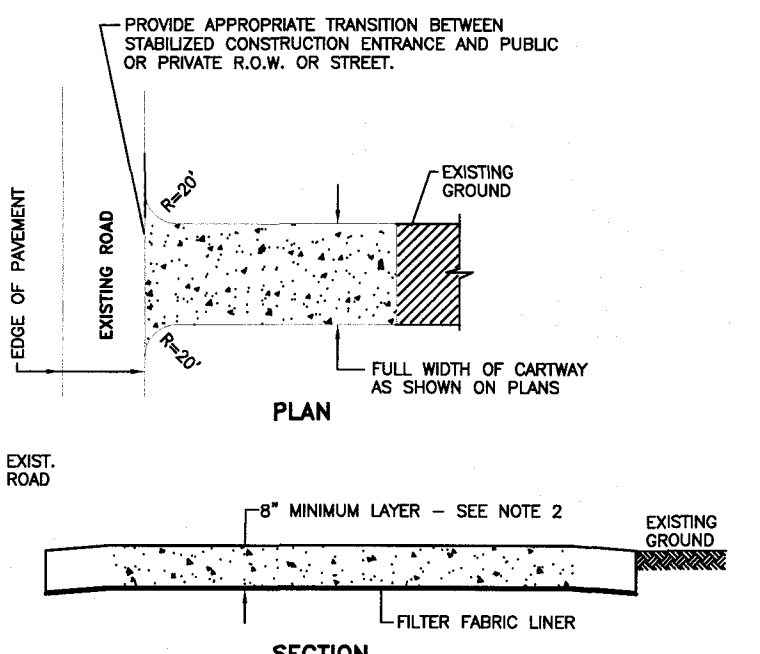 PROVIDE APPROPRIATE TRANSITION BETWEEN
STABILIZED CONSTRUCTION ENTRANCE AND PUBLIC
OR PRIVATE R.O.W. OR STREET.
EDGE OF PAVEMENT
EXISTING ROAD
R=20'
R=20'
EXISTING
GROUND
FULL WIDTH OF CARTWAY
AS SHOWN ON PLANS
PLAN
EXIST.
ROAD
8" MINIMUM LAYER – SEE NOTE 2
EXISTING
GROUND
FILTER FABRIC LINER
SECTION